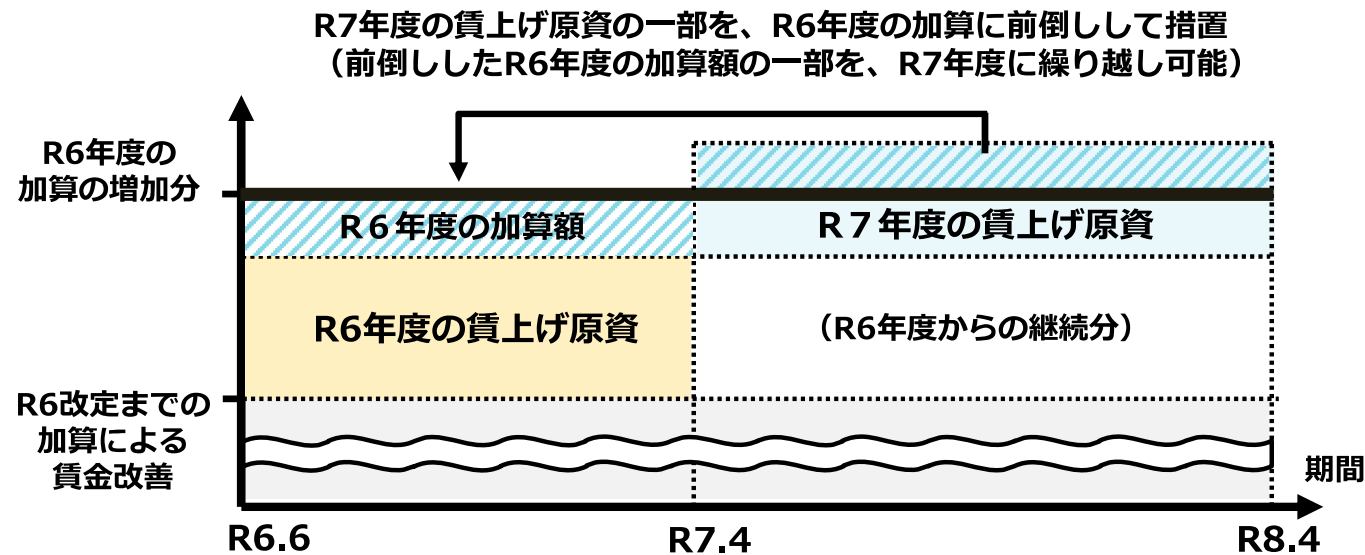 R7年度の賃上げ原資の一部を、R6年度の加算に前倒しして措置
（前倒ししたR6年度の加算額の一部を、R7年度に繰り越し可能）
R6年度の
加算の増加分
R６年度の加算額
R７年度の賃上げ原資
R6年度の賃上げ原資
（R6年度からの継続分）
R6改定までの
加算による
賃金改善
期間
R6.6
R7.4
R8.4